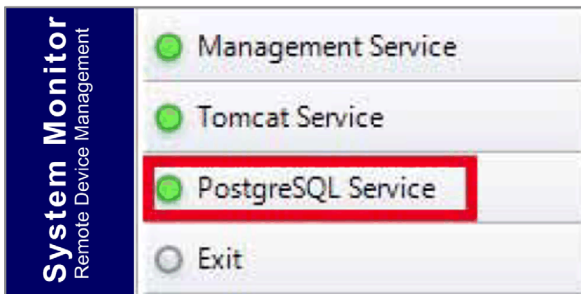 System Monitor
Remote Device Management
Management Service
Tomcat Service
PostgreSQL Service
Exit